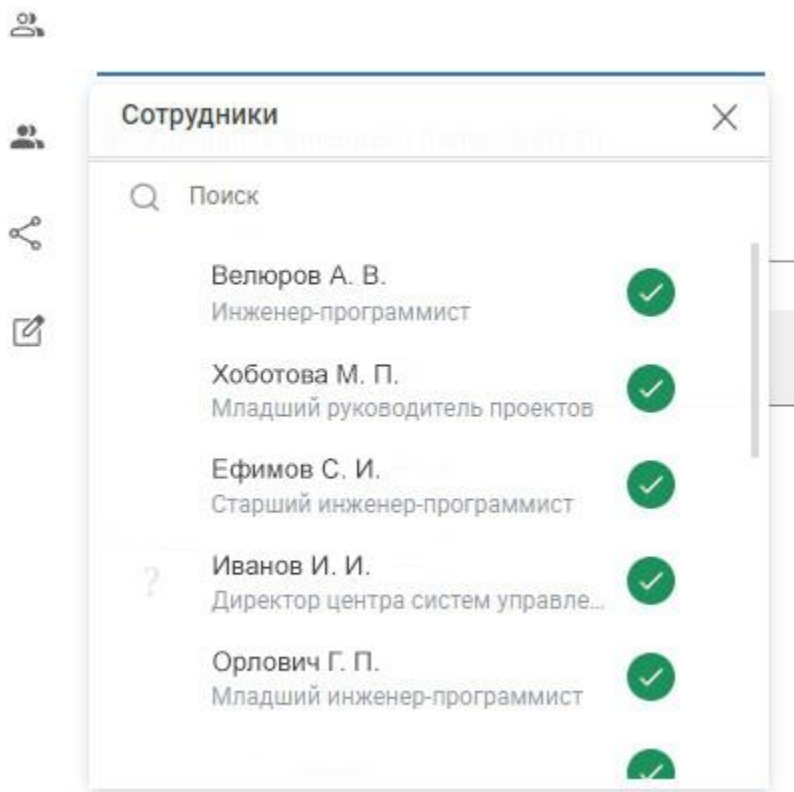 Сотрудники
Поиск
Велюров А. В.
Инженер-программист
Хоботова М. П.
Младший руководитель проектов
Ефимов С. И.
Старший инженер-программист
?
Иванов И. И.
Директор центра систем управле...
Орлович Г. П.
Младший инженер-программист